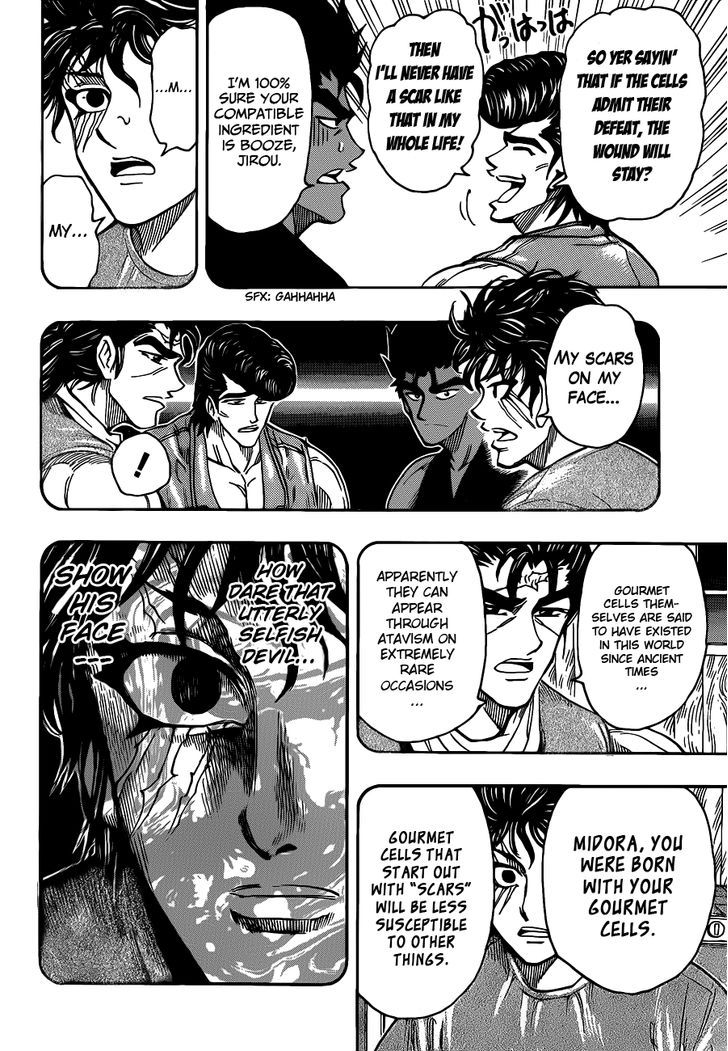 SO YER SAYIN'
THAT IF THE CELLS
ADMIT THEIR
DEFEAT, THE
WOUND WILL
STAY?
がっはっは
THEN
I'LL NEVER HAVE
A SCAR LIKE
THAT IN MY
WHOLE LIFE!
I'M 100%
SURE YOUR
COMPATIBLE
INGREDIENT
IS BOOZE,
JIROU.
SFX: GAHHAHHA
...M...
MY...
MY SCARS
ON MY
FACE...
!
GOURMET
CELLS THEM-
SELVES ARE SAID
TO HAVE EXISTED
IN THIS WORLD
SINCE ANCIENT
TIMES
...
APPARENTLY
THEY CAN
APPEAR
THROUGH
ATAVISM ON
EXTREMELY
RARE
OCCASIONS
...
HOW
DARE THAT
UTTERLY
SELFISH
DEVIL...
SHOW
HIS
FACE
---
MIDORA, YOU
WERE BORN
WITH YOUR
GOURMET
CELLS.
GOURMET
CELLS THAT
START OUT
WITH "SCARS"
WILL BE LESS
SUSCEPTIBLE
TO OTHER
THINGS.